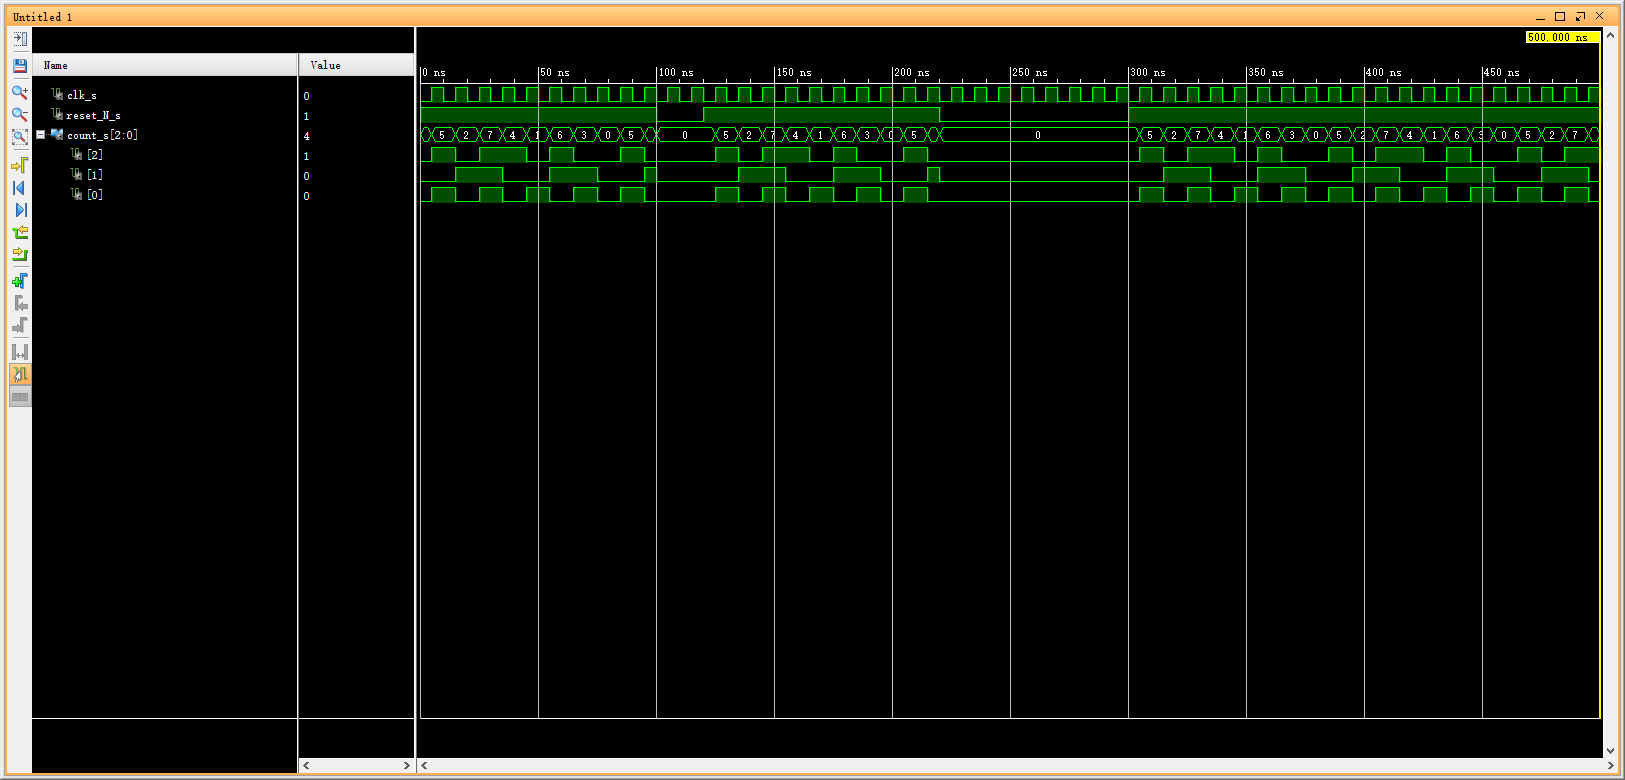 Untitled 1
500.000 ns
Name Value
0 ns 50 ns 100 ns 150 ns 200 ns 250 ns 300 ns 350 ns 400 ns 450 ns
clk_s 0
reset_N_s 1
count_s[2:0] 4 5 2 7 4 1 6 3 0 5 0 5 2 7 4 1 6 3 0 5 0 5 2 7 4 1 6 3 0 5 2 7 4 1 6 3 0 5 2 7
[2] 1
[1] 0
[0] 0